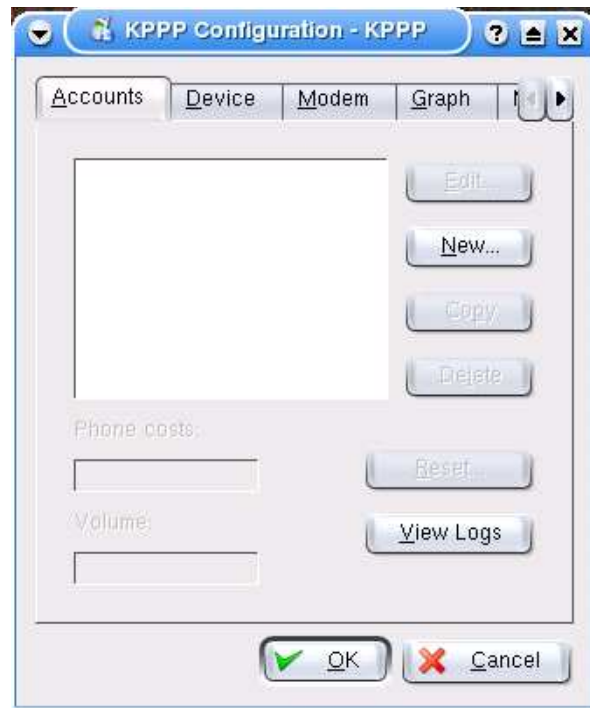 KPPP Configuration - KPPP
Accounts Device Modem Graph
Edit...
New...
Copy
Delete
Phone costs:
Reset...
Volume:
View Logs
OK Cancel